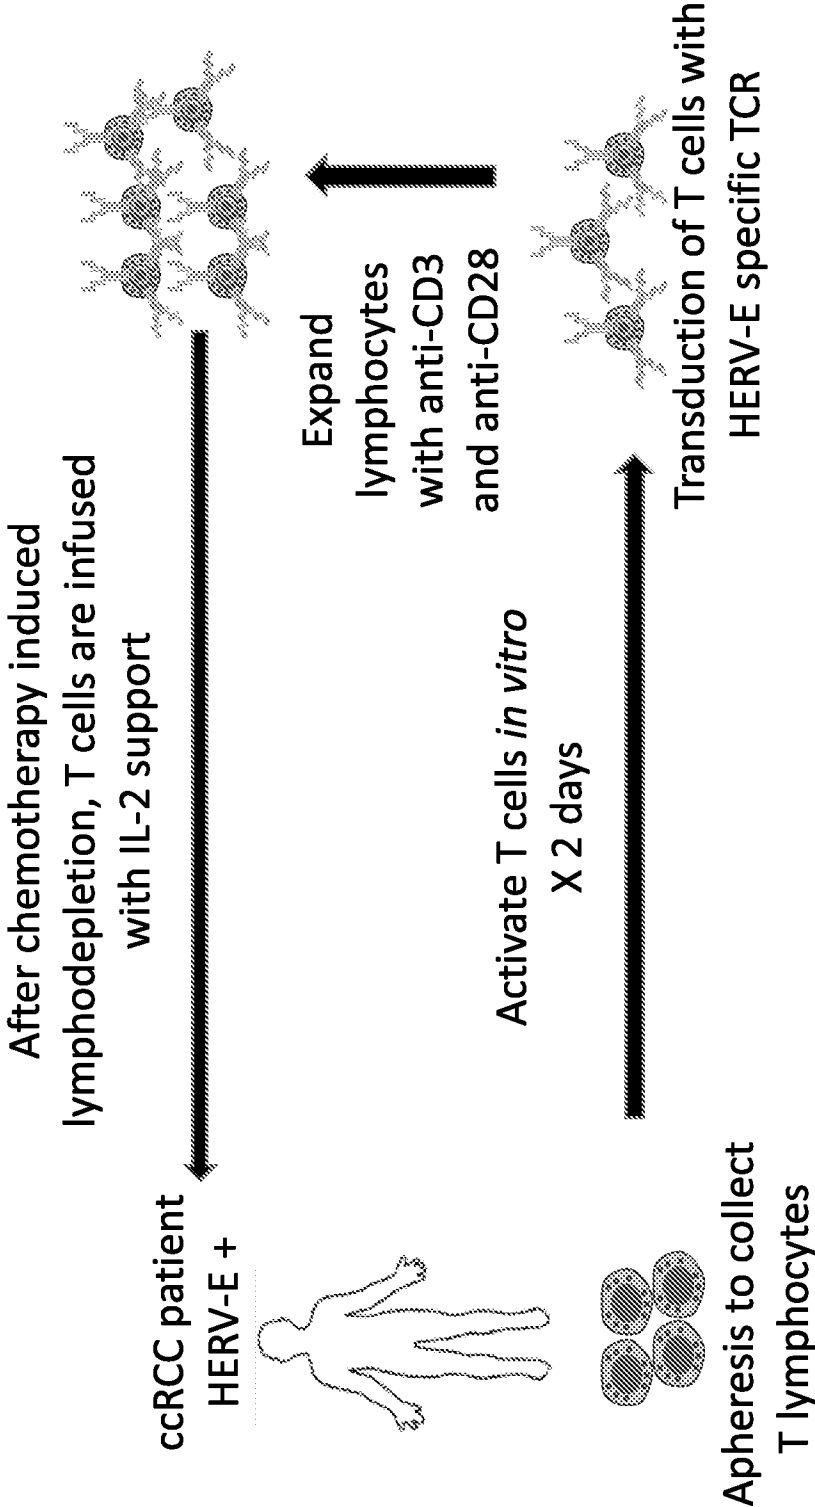 After chemotherapy induced
lymphodepletion, T cells are infused
with IL-2 support
ccRCC patient
HERV-E +
Expand
lymphocytes
with anti-CD3
and anti-CD28
Activate T cells in vitro
X 2 days
Apheresis to collect
T lymphocytes
Transduction of T cells with
HERV-E specific TCR